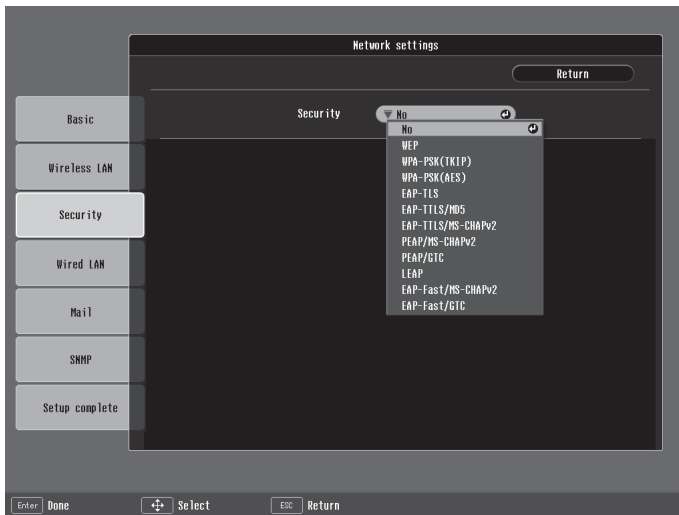 Network settings
Return
Basic
Wireless LAN
Security
Wired LAN
Mail
SNMP
Setup complete
Security
No
No
WEP
WPA-PSK(TKIP)
WPA-PSK(AES)
EAP-TLS
EAP-TTLS/MD5
EAP-TTLS/MS-CHAPv2
PEAP/MS-CHAPv2
PEAP/GTC
LEAP
EAP-Fast/MS-CHAPv2
EAP-Fast/GTC
Enter Done Select ESC Return